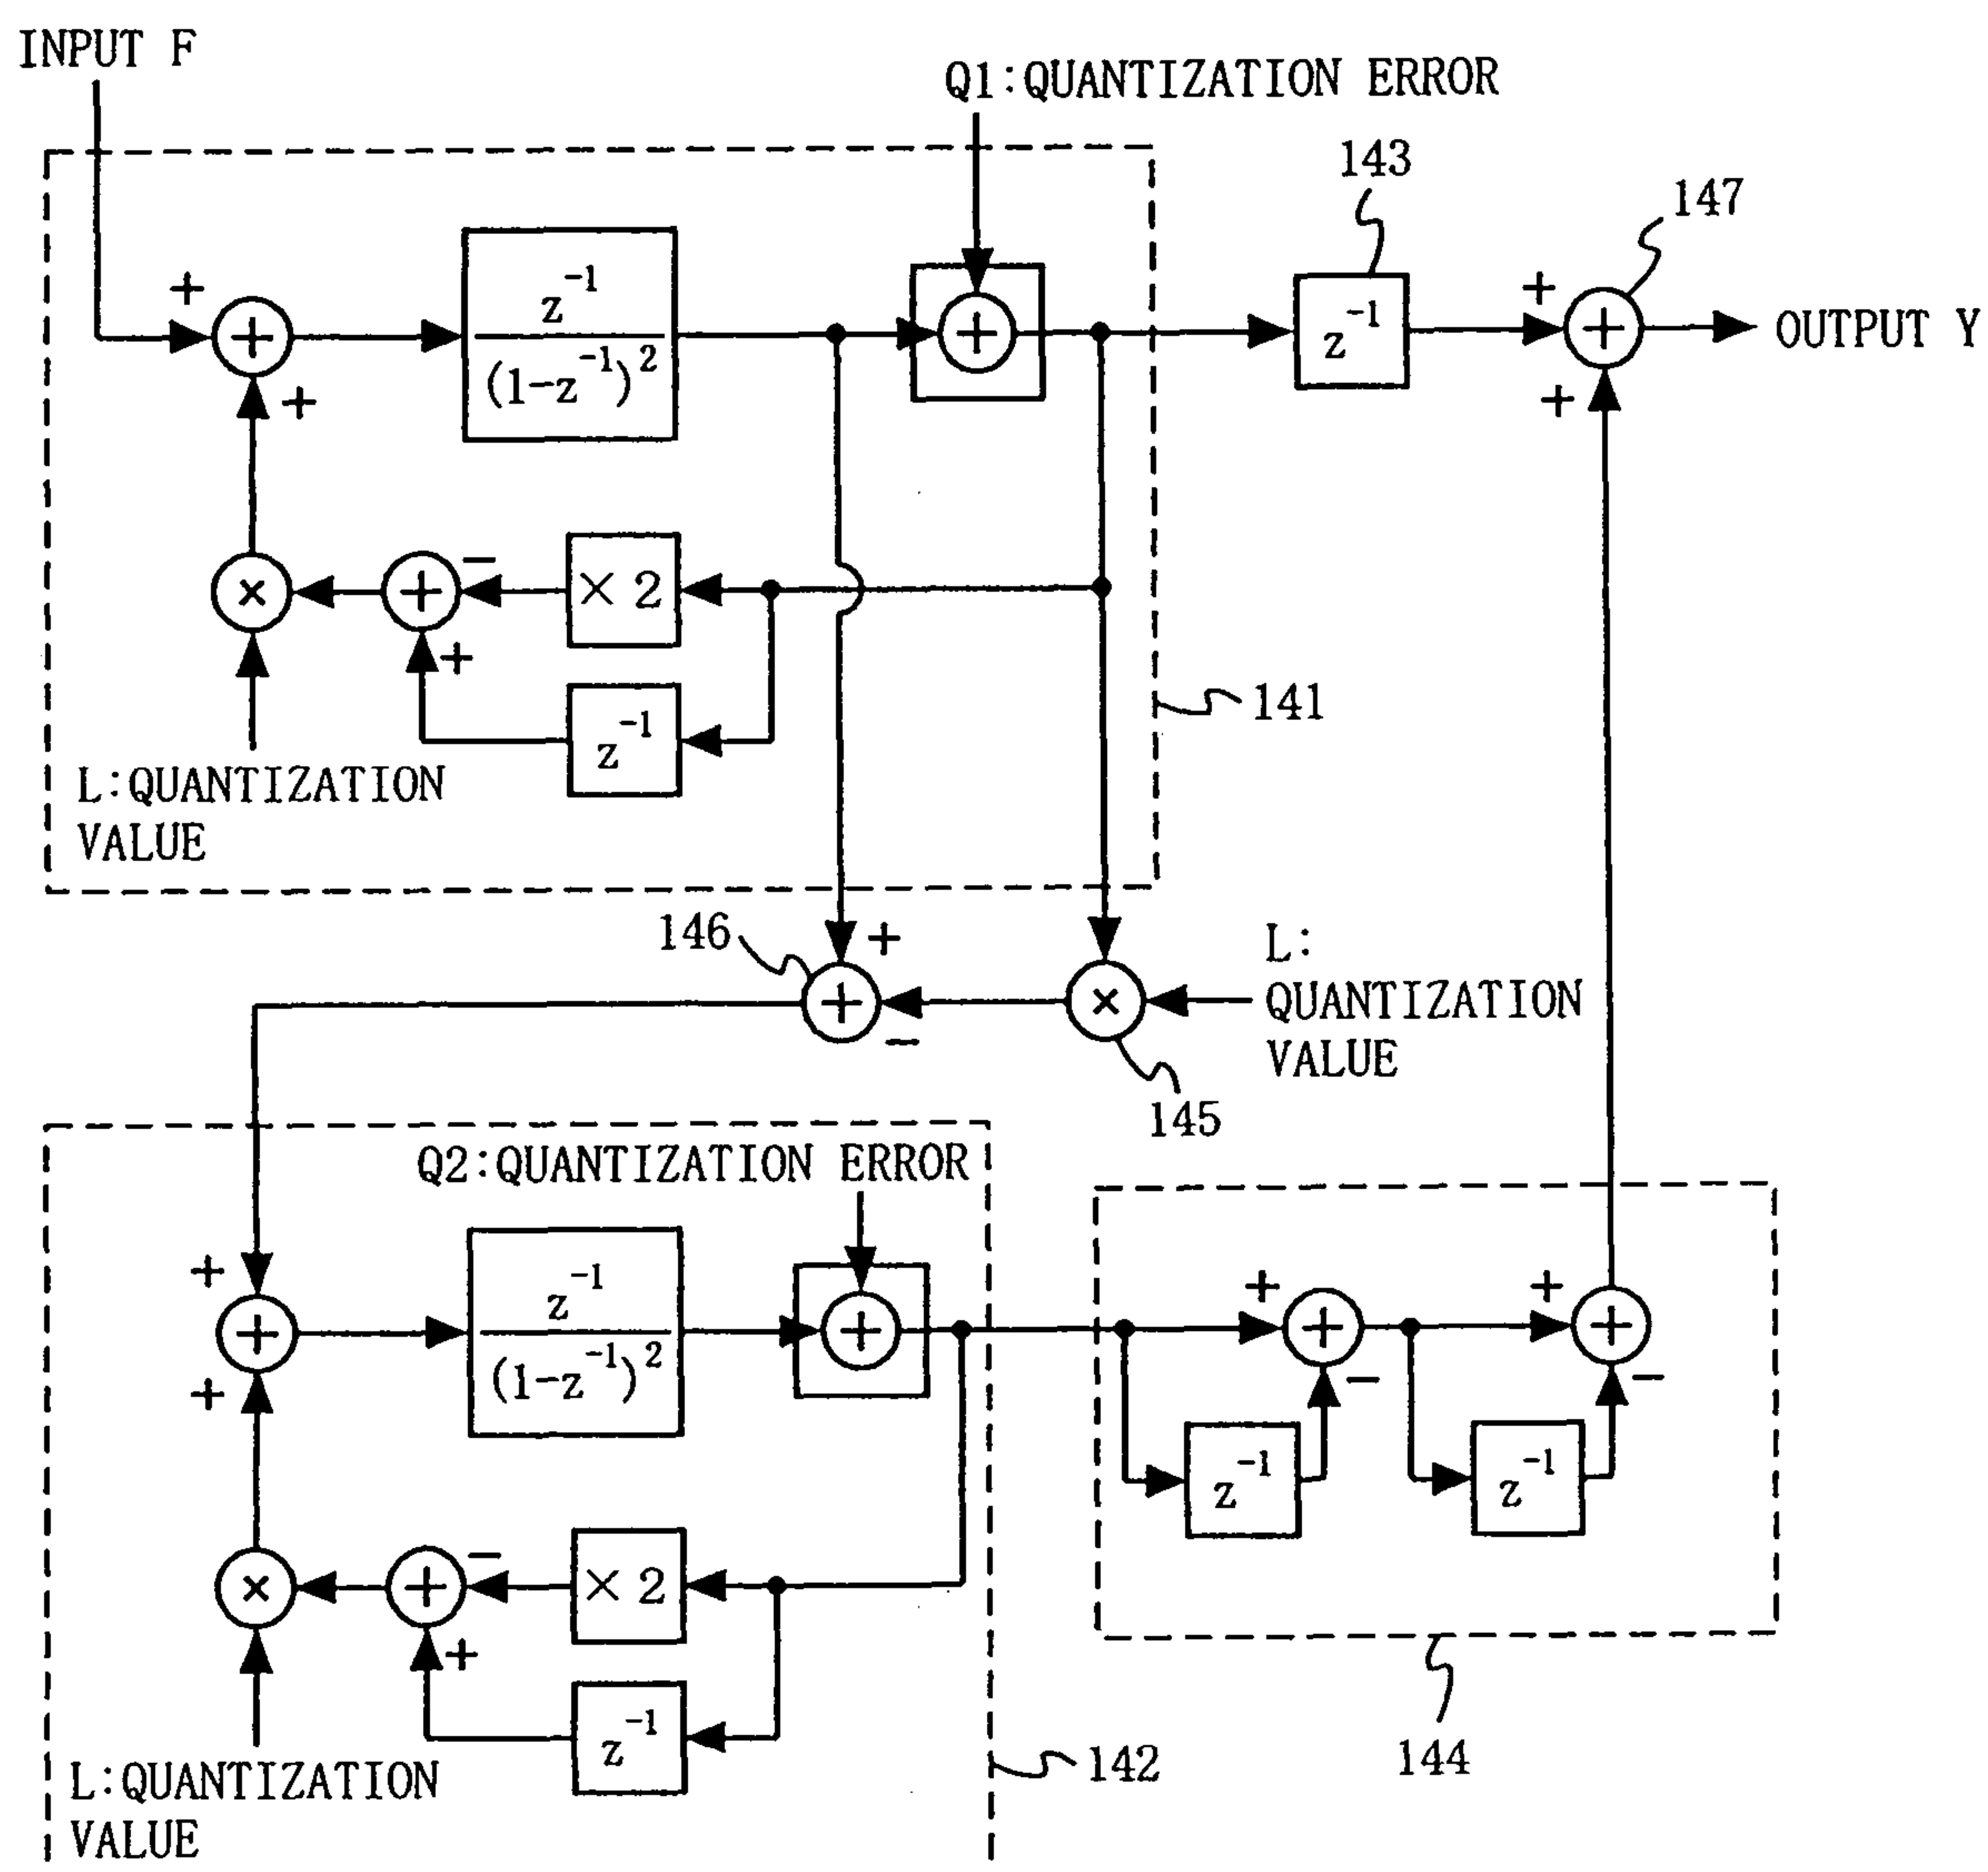 INPUT F
Q1:QUANTIZATION ERROR
143
147
+
z^-1
(1-z^-1)^2
+
z^-1
+
+
+
+
OUTPUT Y
+
×
−
+
× 2
+
z^-1
141
L:QUANTIZATION
VALUE
146
+
+
−
×
L:
QUANTIZATION
VALUE
145
Q2:QUANTIZATION ERROR
+
+
+
z^-1
(1-z^-1)^2
+
+
+
+
+
−
−
z^-1
z^-1
×
+
−
× 2
+
z^-1
144
142
L:QUANTIZATION
VALUE